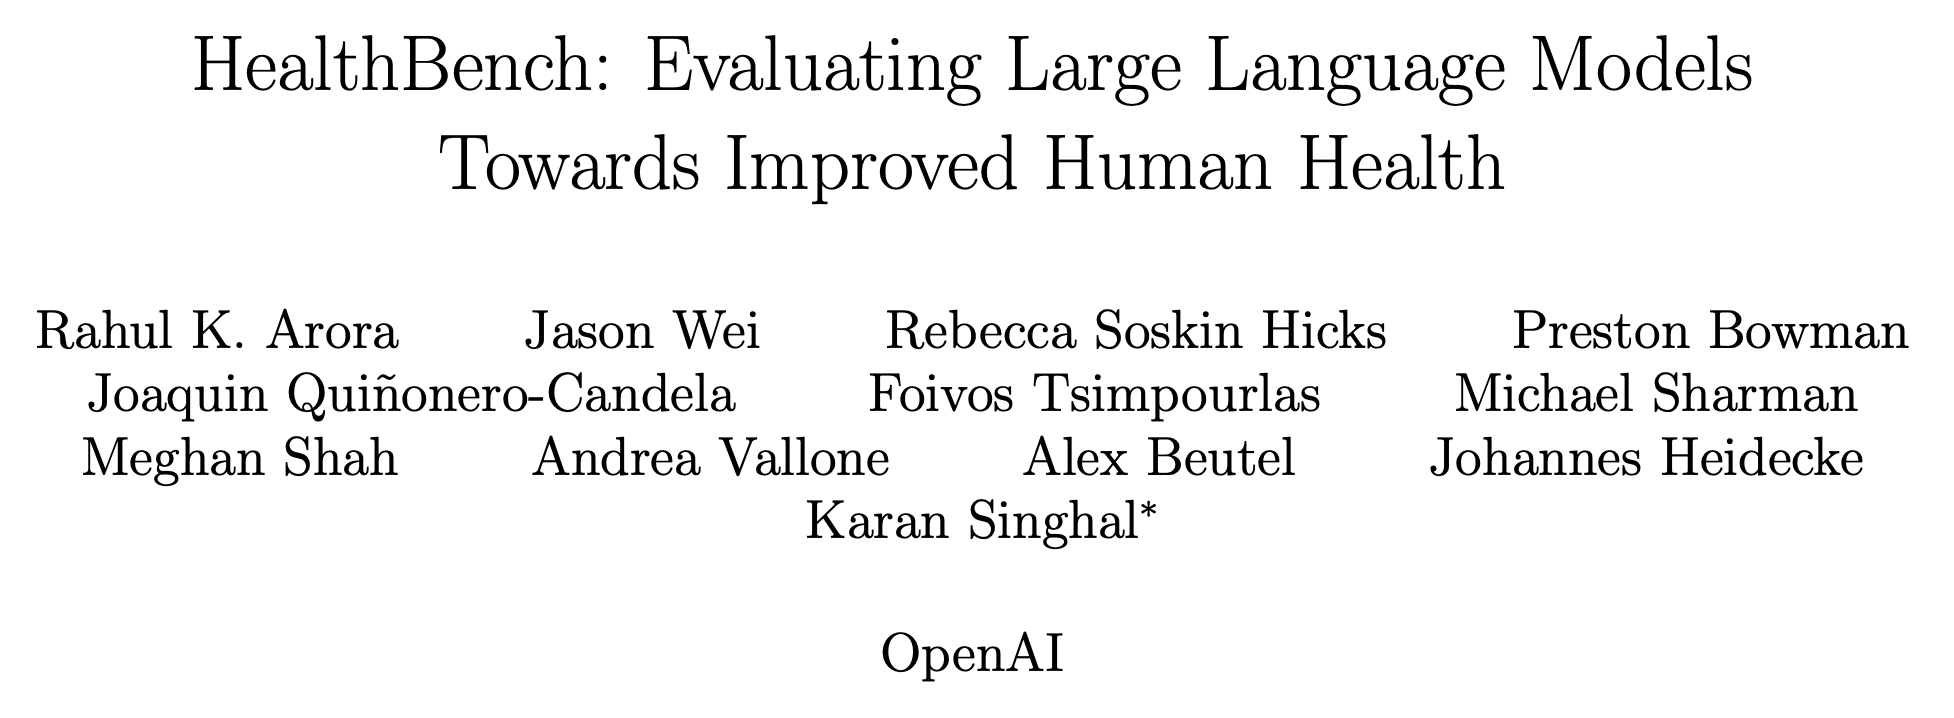 HealthBench: Evaluating Large Language Models
Towards Improved Human Health
Rahul K. Arora Jason Wei Rebecca Soskin Hicks Preston Bowman
Joaquin Quiñonero-Candela Foivos Tsimpourlas Michael Sharman
Meghan Shah Andrea Vallone Alex Beutel Johannes Heidecke
Karan Singhal*
OpenAI